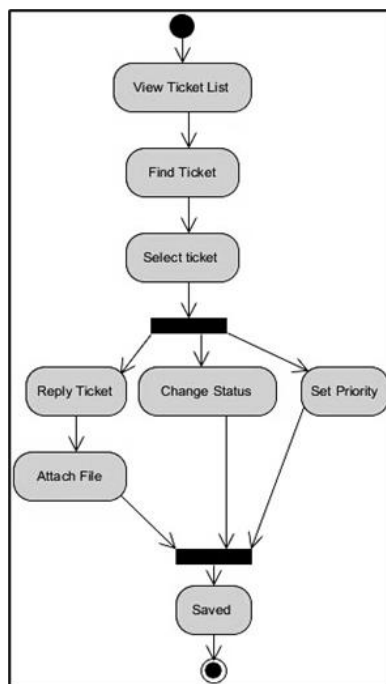 View Ticket List
Find Ticket
Select ticket
Reply Ticket
Change Status
Set Priority
Attach File
Saved